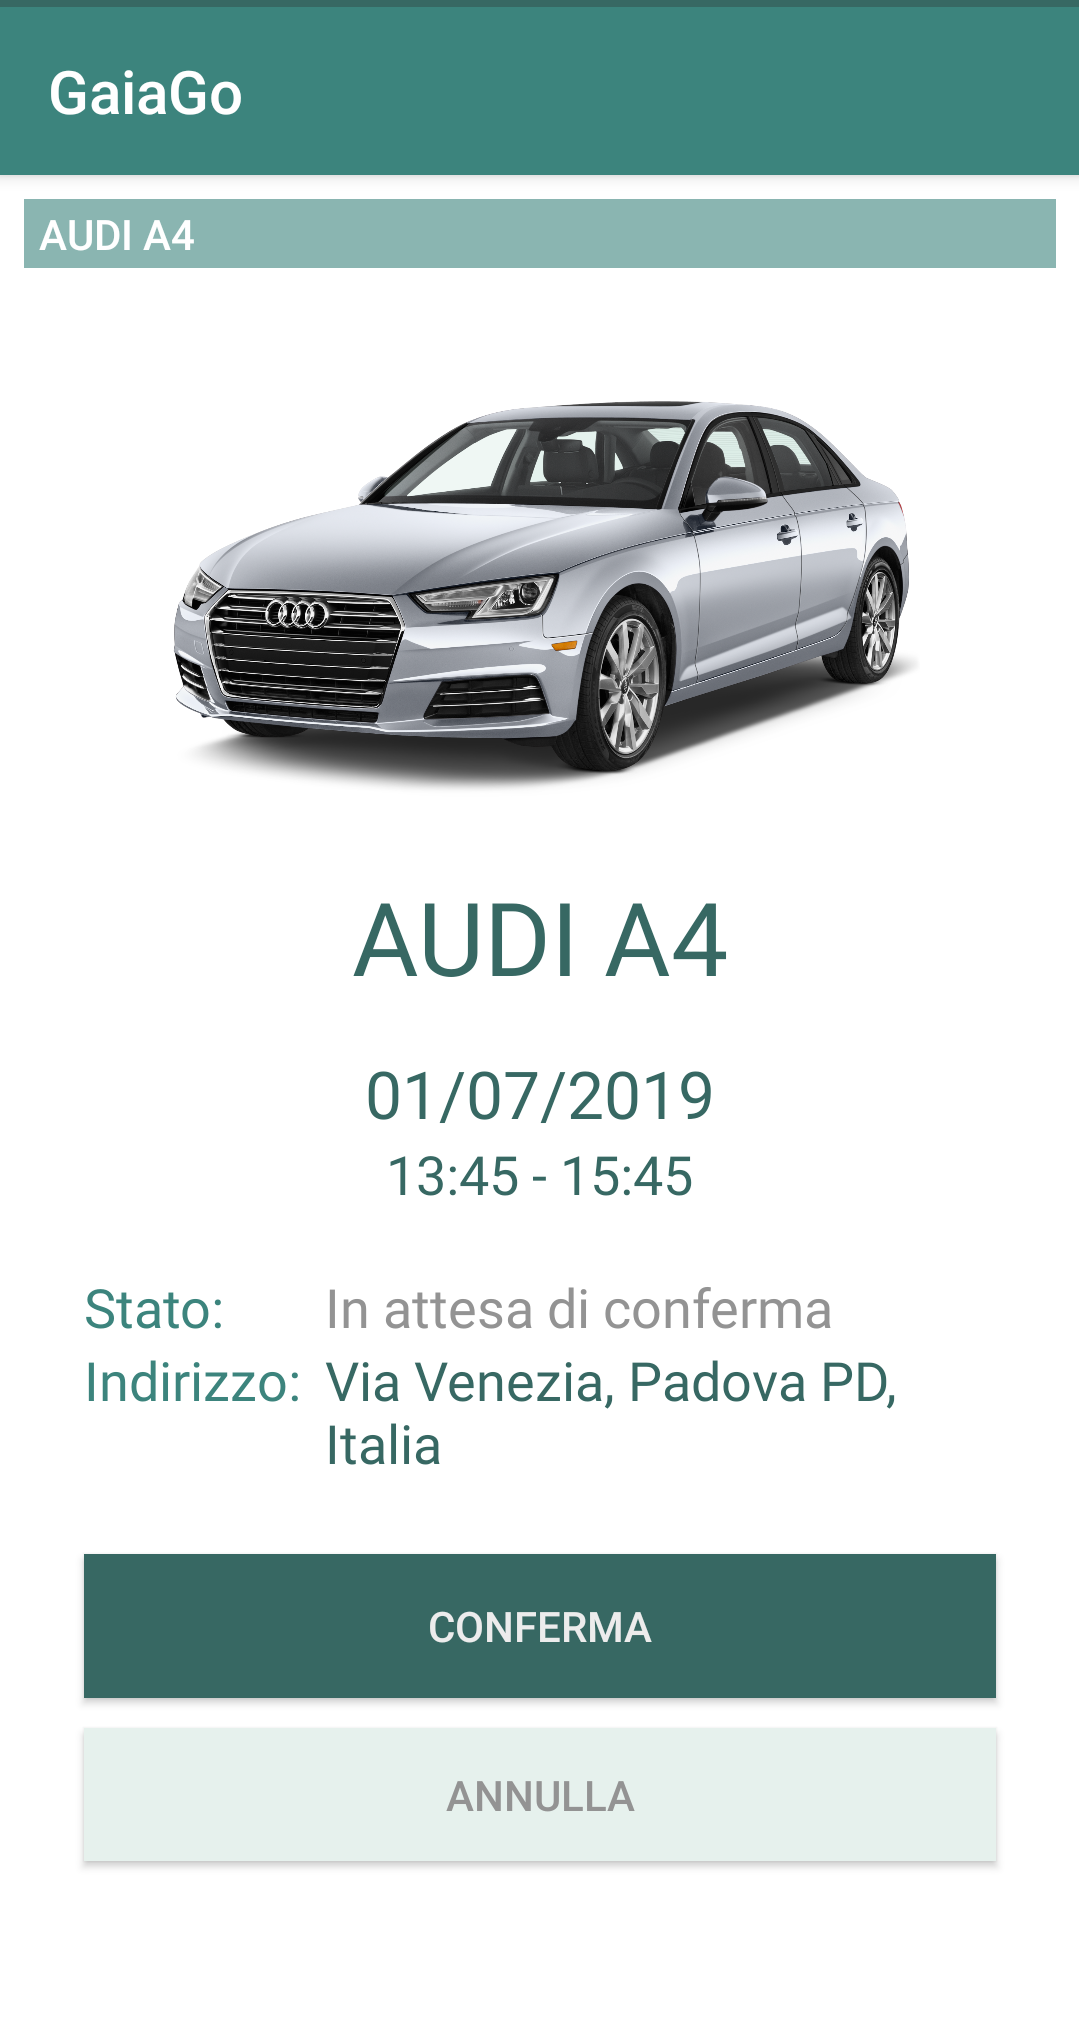 GaiaGo
AUDI A4
AUDI A4
01/07/2019
13:45 - 15:45
Stato: In attesa di conferma
Indirizzo: Via Venezia, Padova PD,
Italia
CONFERMA
ANNULLA